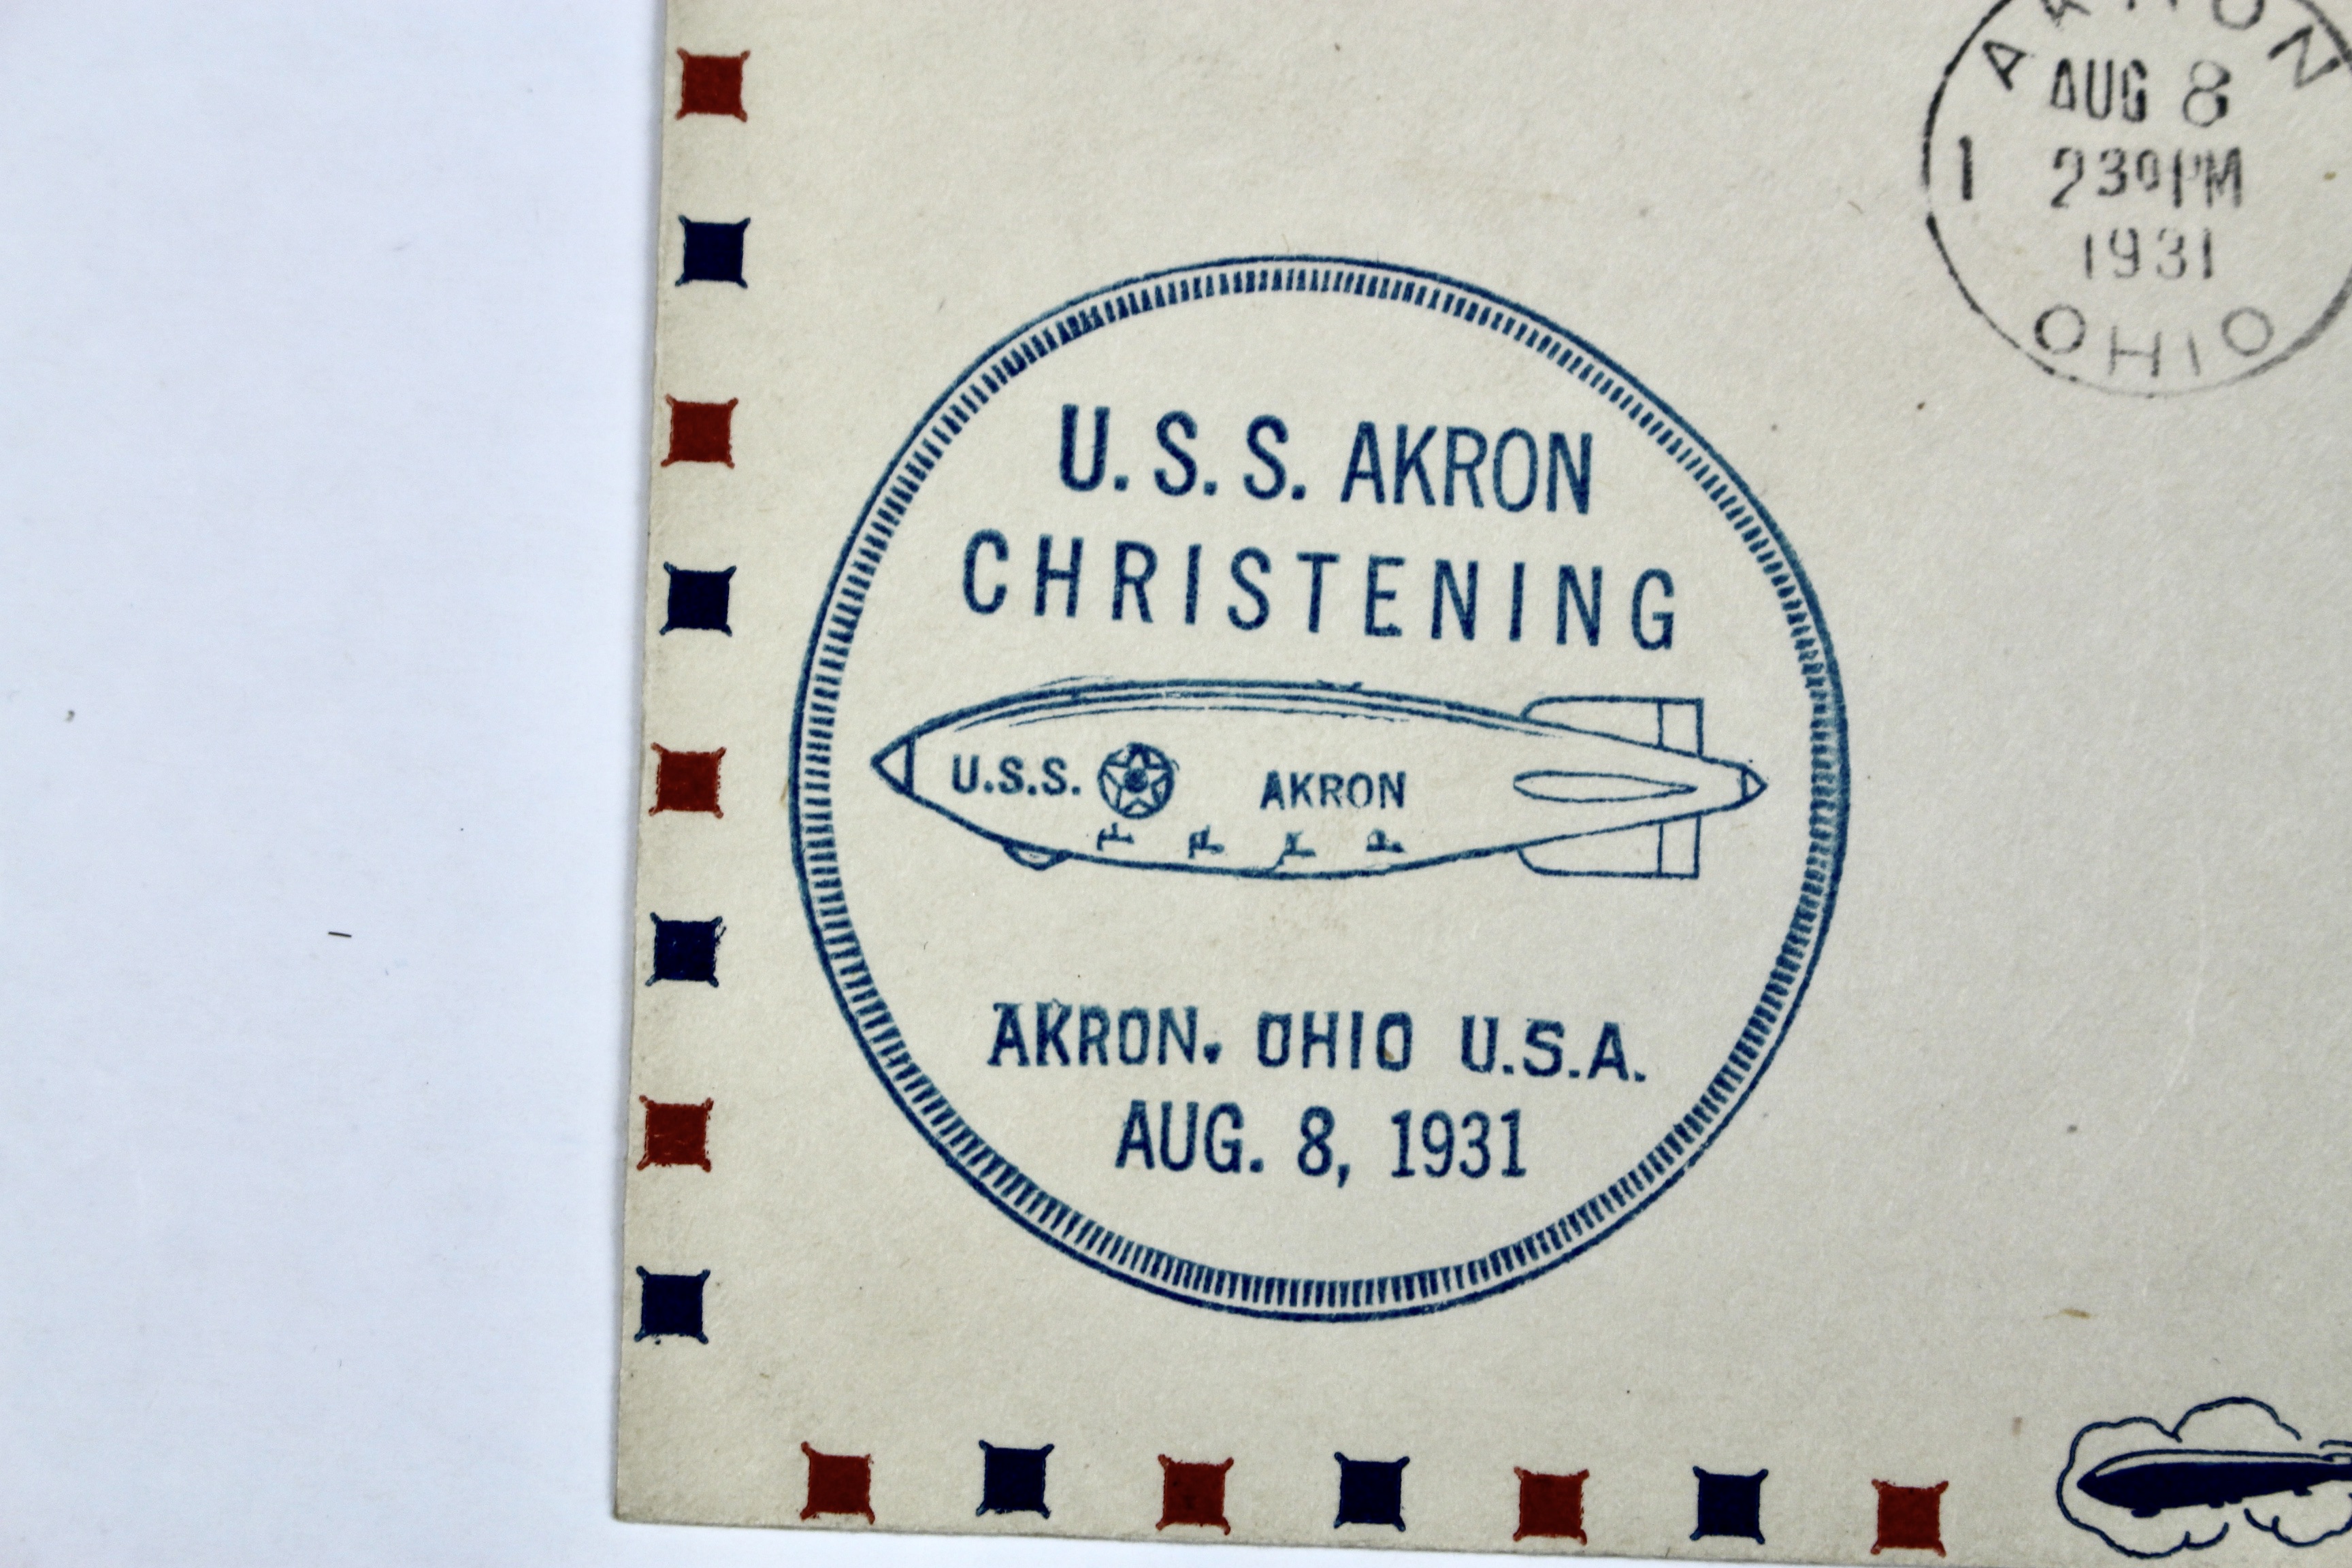 AKRON
AUG 8
1 230PM
1931
OHIO
U.S.S. AKRON
CHRISTENING
U.S.S. AKRON
AKRON, OHIO U.S.A.
AUG. 8, 1931